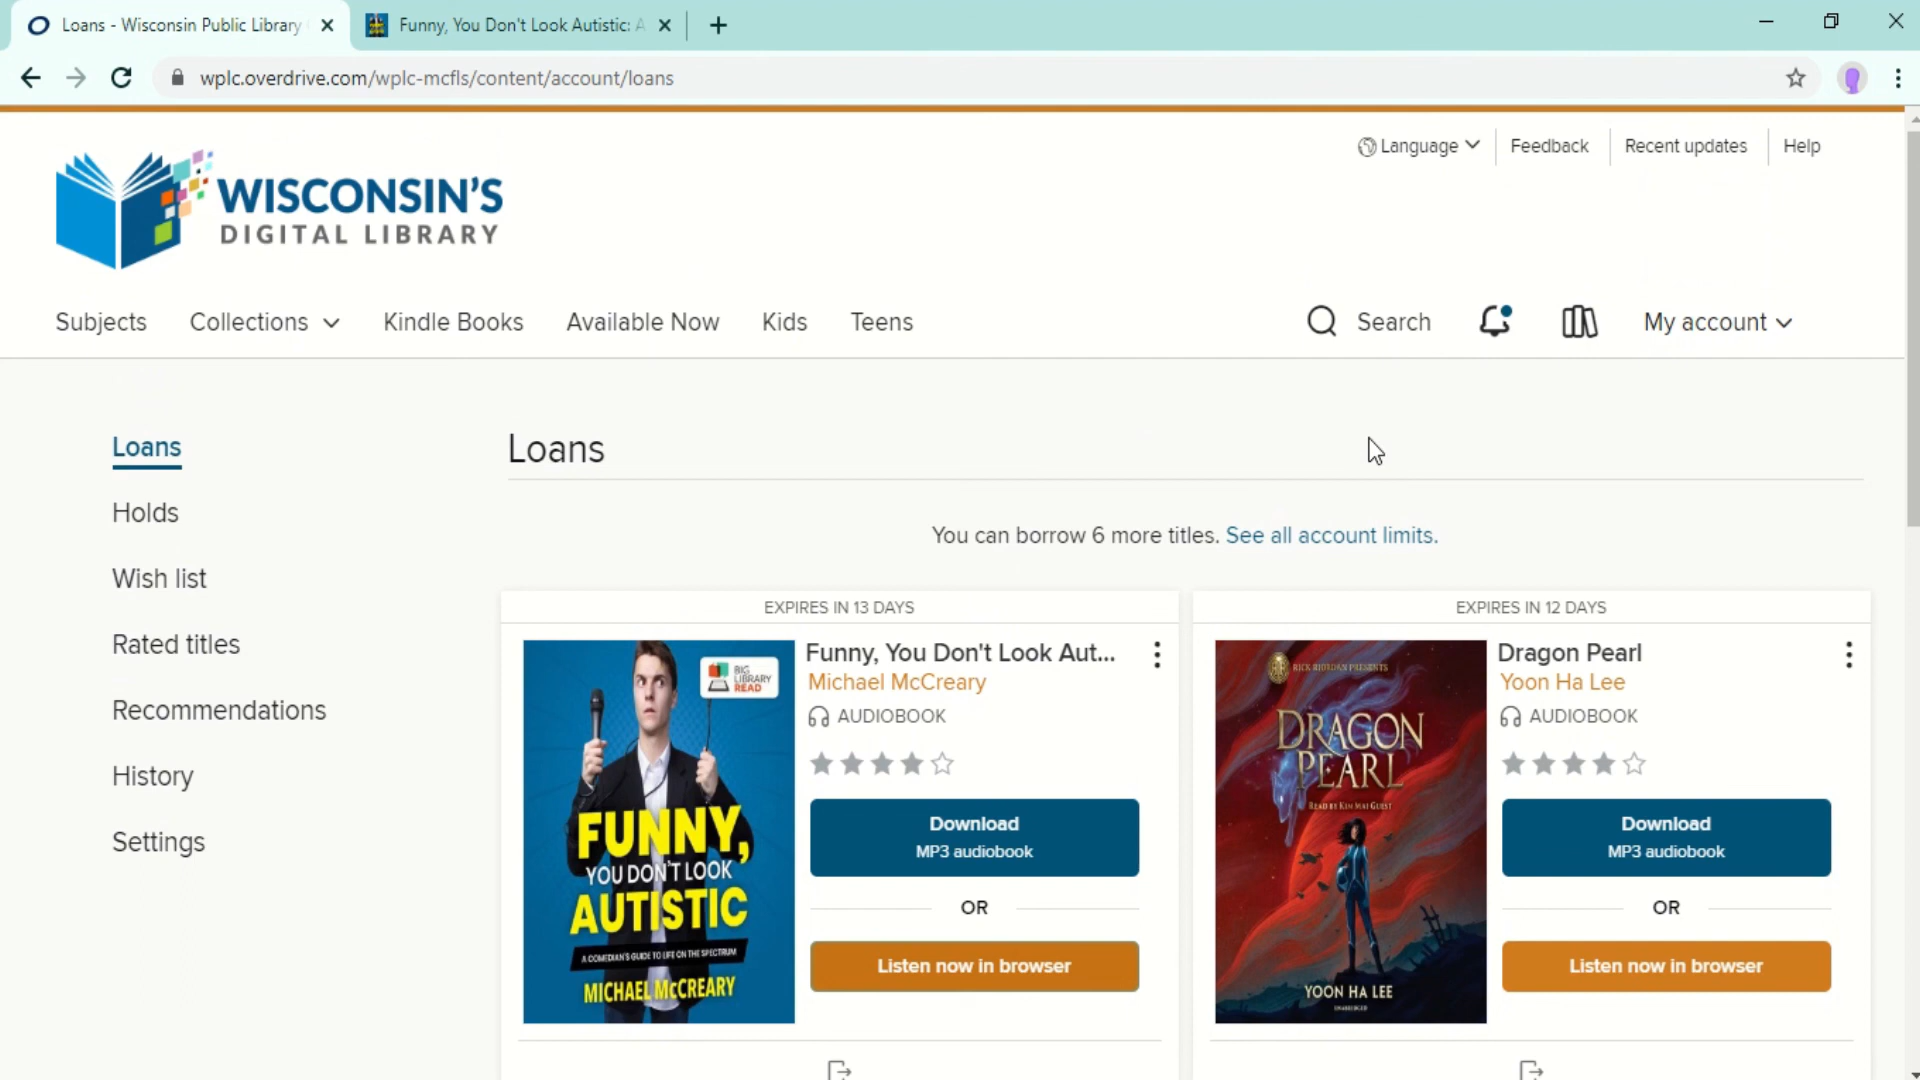 Loans - Wisconsin Public Library
Funny, You Don't Look Autistic: A
wplc.overdrive.com/wplc-mcfls/content/account/loans
Language
Feedback
Recent updates
Help
WISCONSIN'S
DIGITAL LIBRARY
Subjects
Collections
Kindle Books
Available Now
Kids
Teens
Search
My account
Loans
Holds
Wish list
Rated titles
Recommendations
History
Settings
Loans
You can borrow 6 more titles. See all account limits.
EXPIRES IN 13 DAYS
BIG
LIBRARY
READ
FUNNY,
YOU DON'T LOOK
AUTISTIC
A COMEDIAN'S GUIDE TO LIFE ON THE SPECTRUM
MICHAEL McCREARY
Funny, You Don't Look Aut...
Michael McCreary
AUDIOBOOK
Download
MP3 audiobook
OR
Listen now in browser
EXPIRES IN 12 DAYS
RICK RIORDAN PRESENTS
DRAGON
PEARL
READ BY KIM MAI GUEST
YOON HA LEE
UNABRIDGED
Dragon Pearl
Yoon Ha Lee
AUDIOBOOK
Download
MP3 audiobook
OR
Listen now in browser